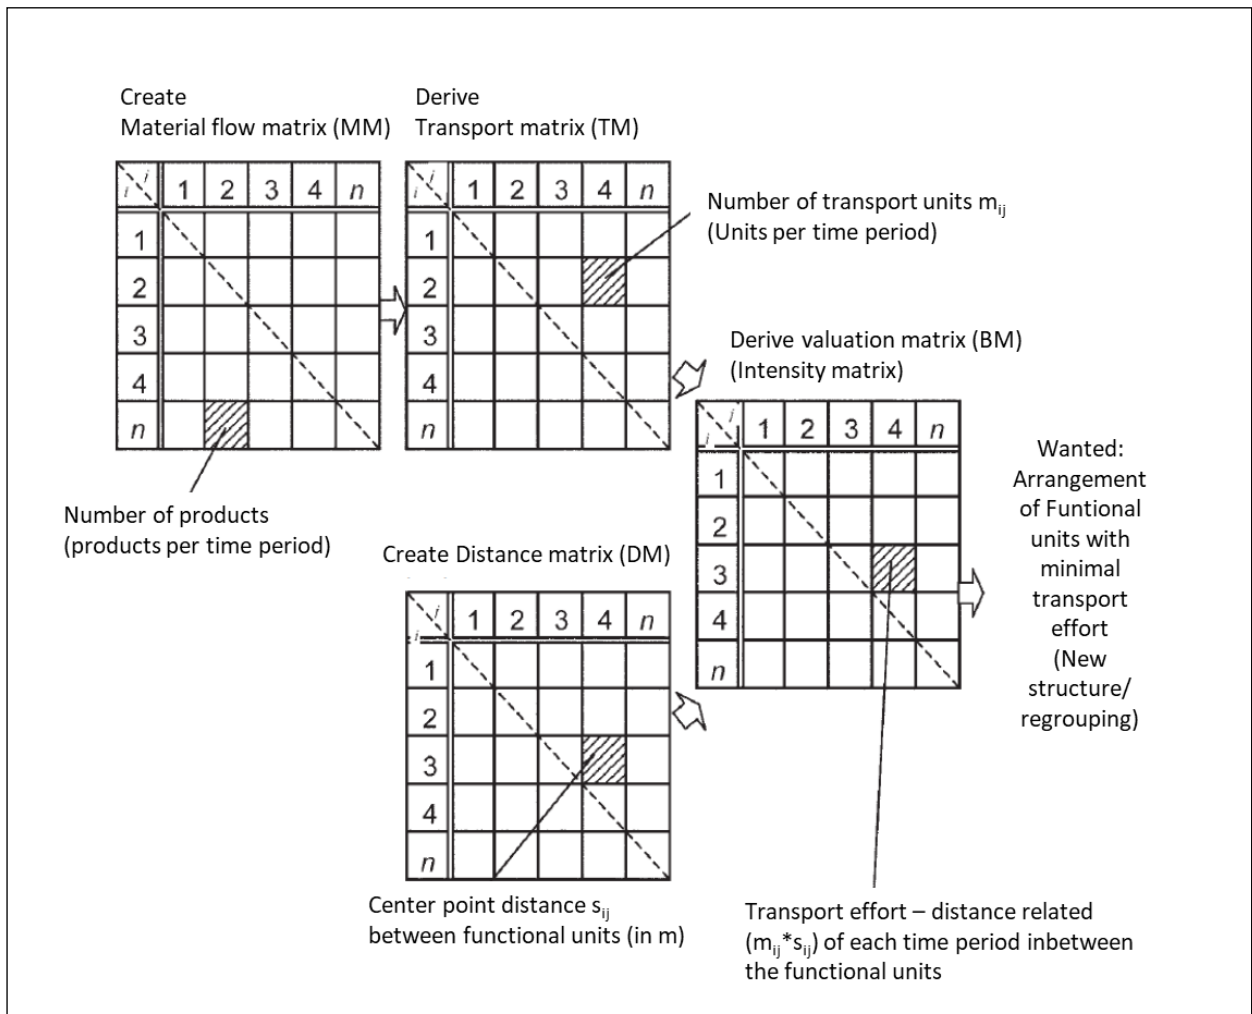 Create
Material flow matrix (MM)
Derive
Transport matrix (TM)
i j 1 2 3 4 n
1
2
3
4
n
i j 1 2 3 4 n
1
2
3
4
n
Number of transport units mij
(Units per time period)
Number of products
(products per time period)
Derive valuation matrix (BM)
(Intensity matrix)
i j 1 2 3 4 n
1
2
3
4
n
Wanted:
Arrangement
of Funtional
units with
minimal
transport
effort
(New
structure/
regrouping)
Create Distance matrix (DM)
i j 1 2 3 4 n
1
2
3
4
n
Center point distance sij
between functional units (in m)
Transport effort – distance related
(mij*sij) of each time period inbetween
the functional units